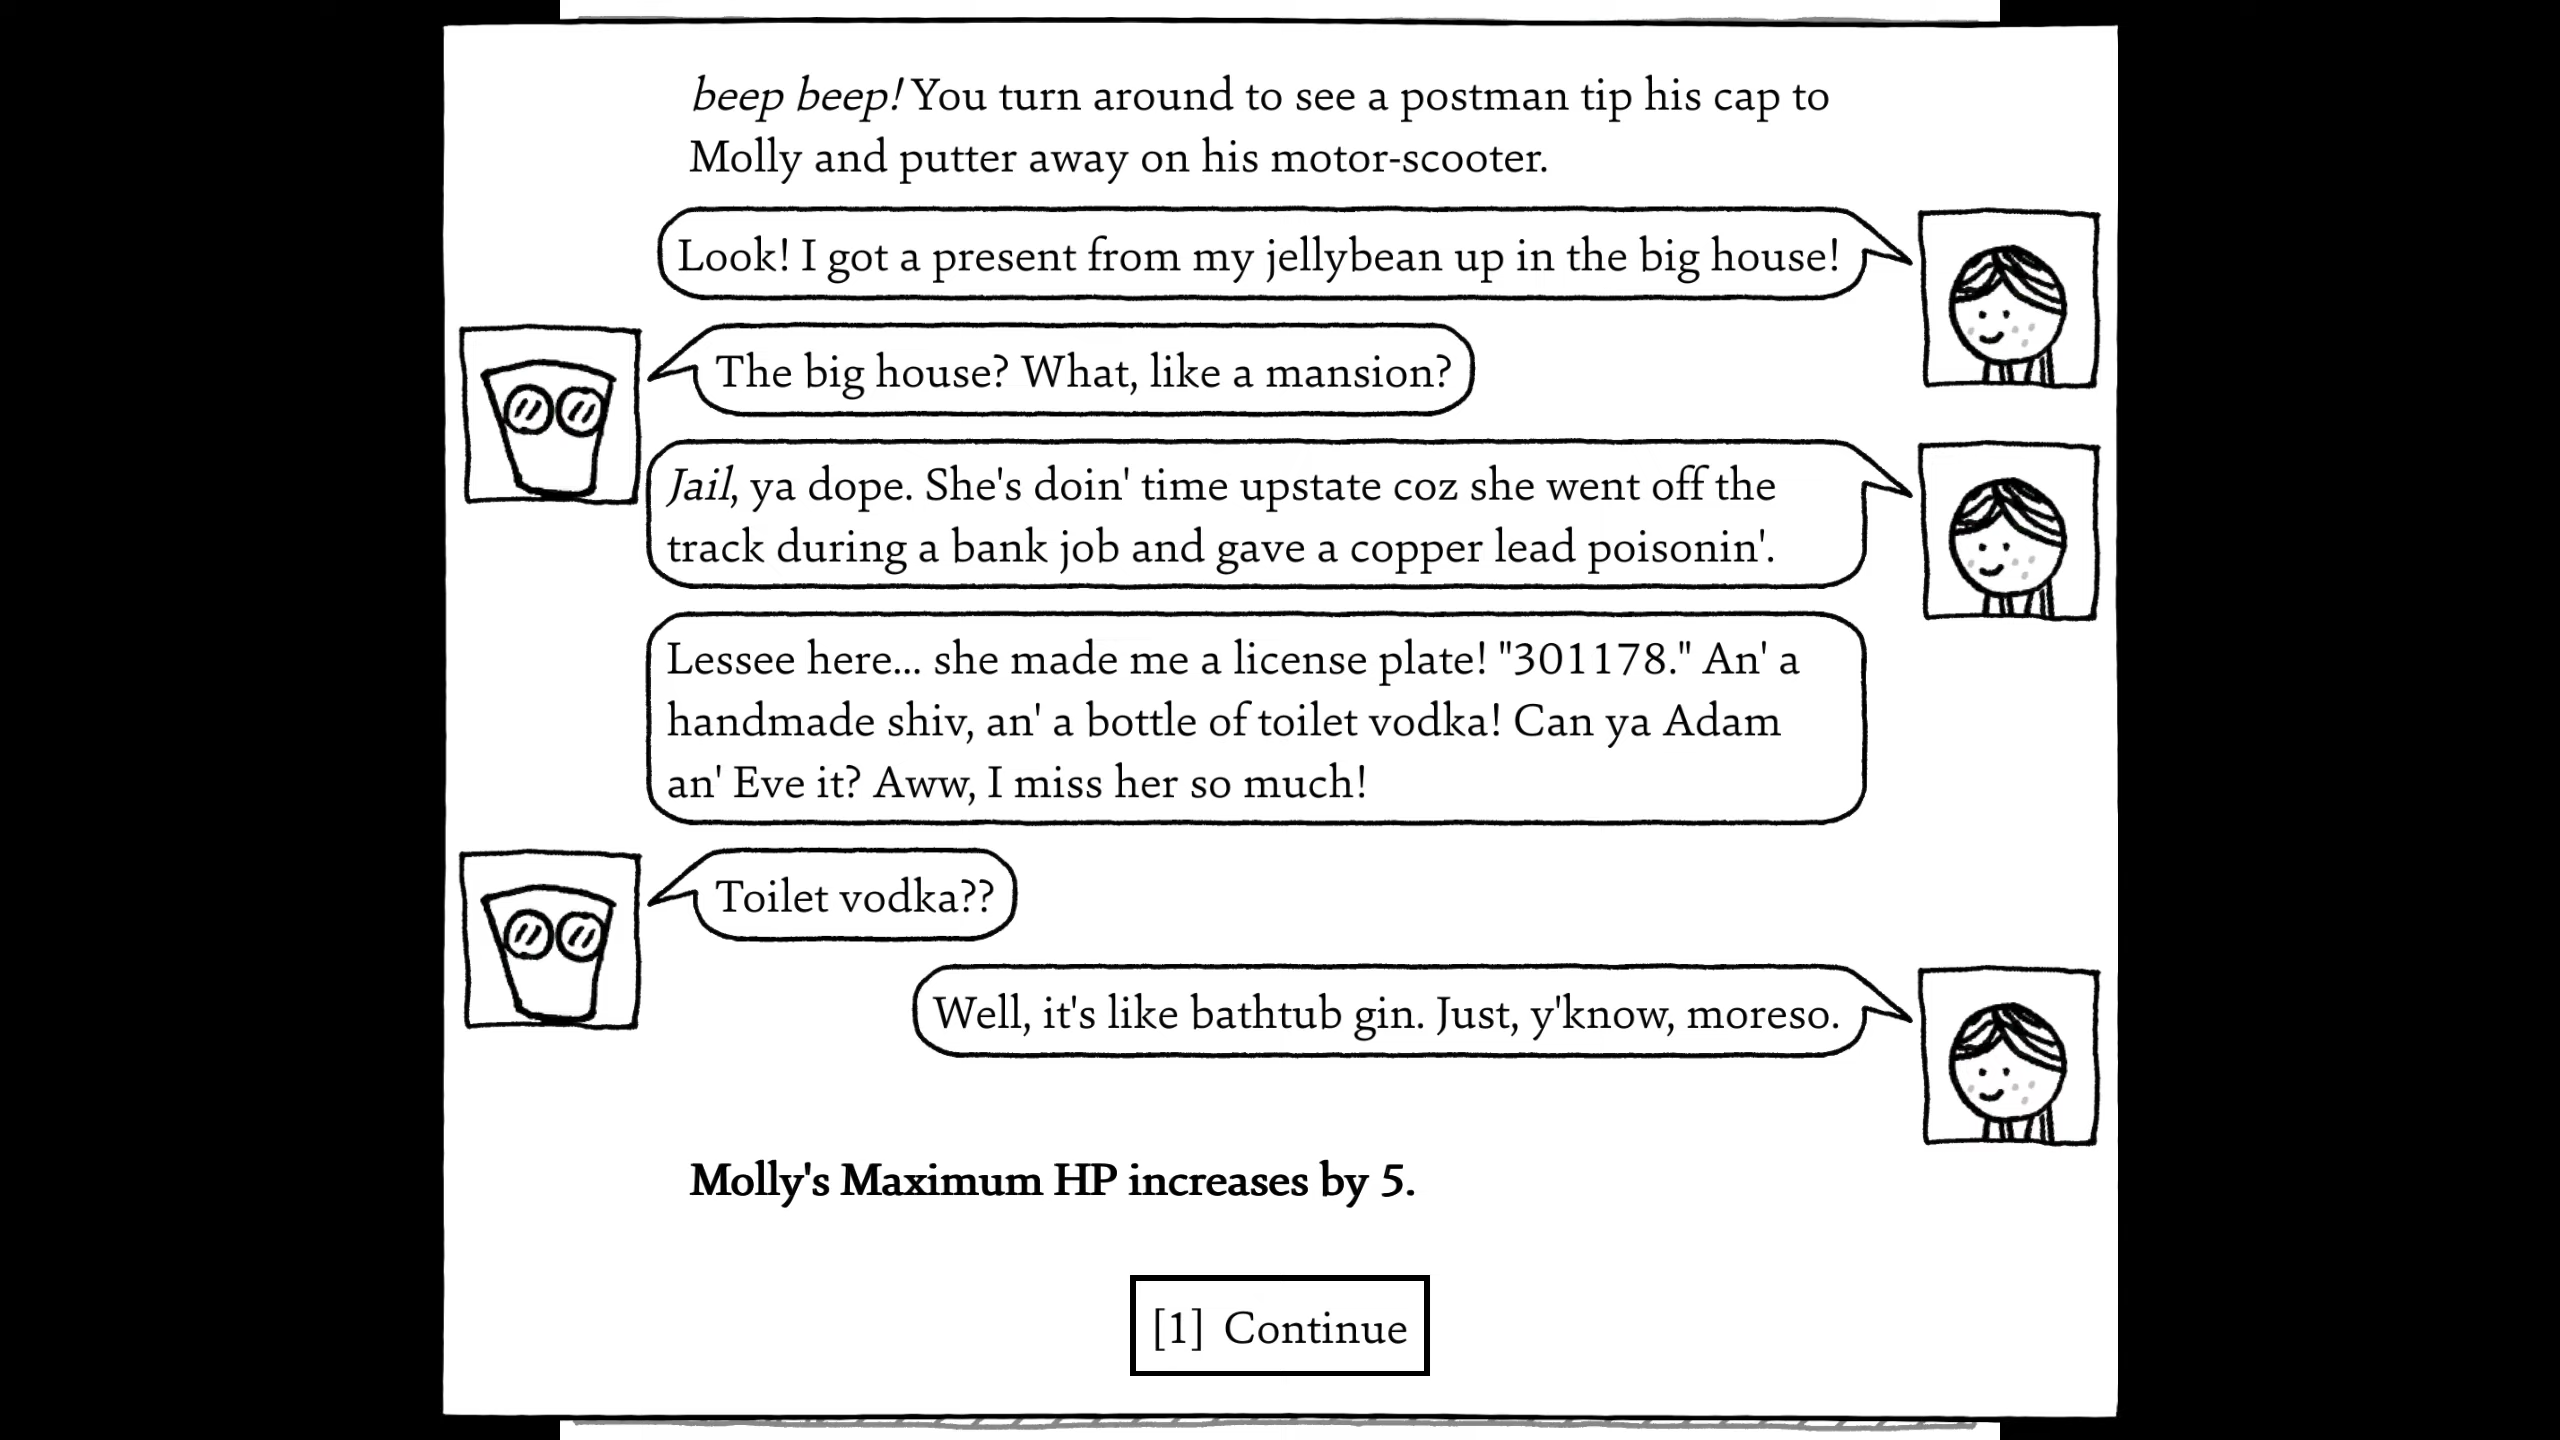 beep beep! You turn around to see a postman tip his cap to
Molly and putter away on his motor-scooter.
Look! I got a present from my jellybean up in the big house!
The big house? What, like a mansion?
Jail, ya dope. She's doin' time upstate coz she went off the
track during a bank job and gave a copper lead poisonin'.
Lessee here... she made me a license plate! "301178." An' a
handmade shiv, an' a bottle of toilet vodka! Can ya Adam
an' Eve it? Aww, I miss her so much!
Toilet vodka??
Well, it's like bathtub gin. Just, y'know, moreso.
Molly's Maximum HP increases by 5.
[1] Continue